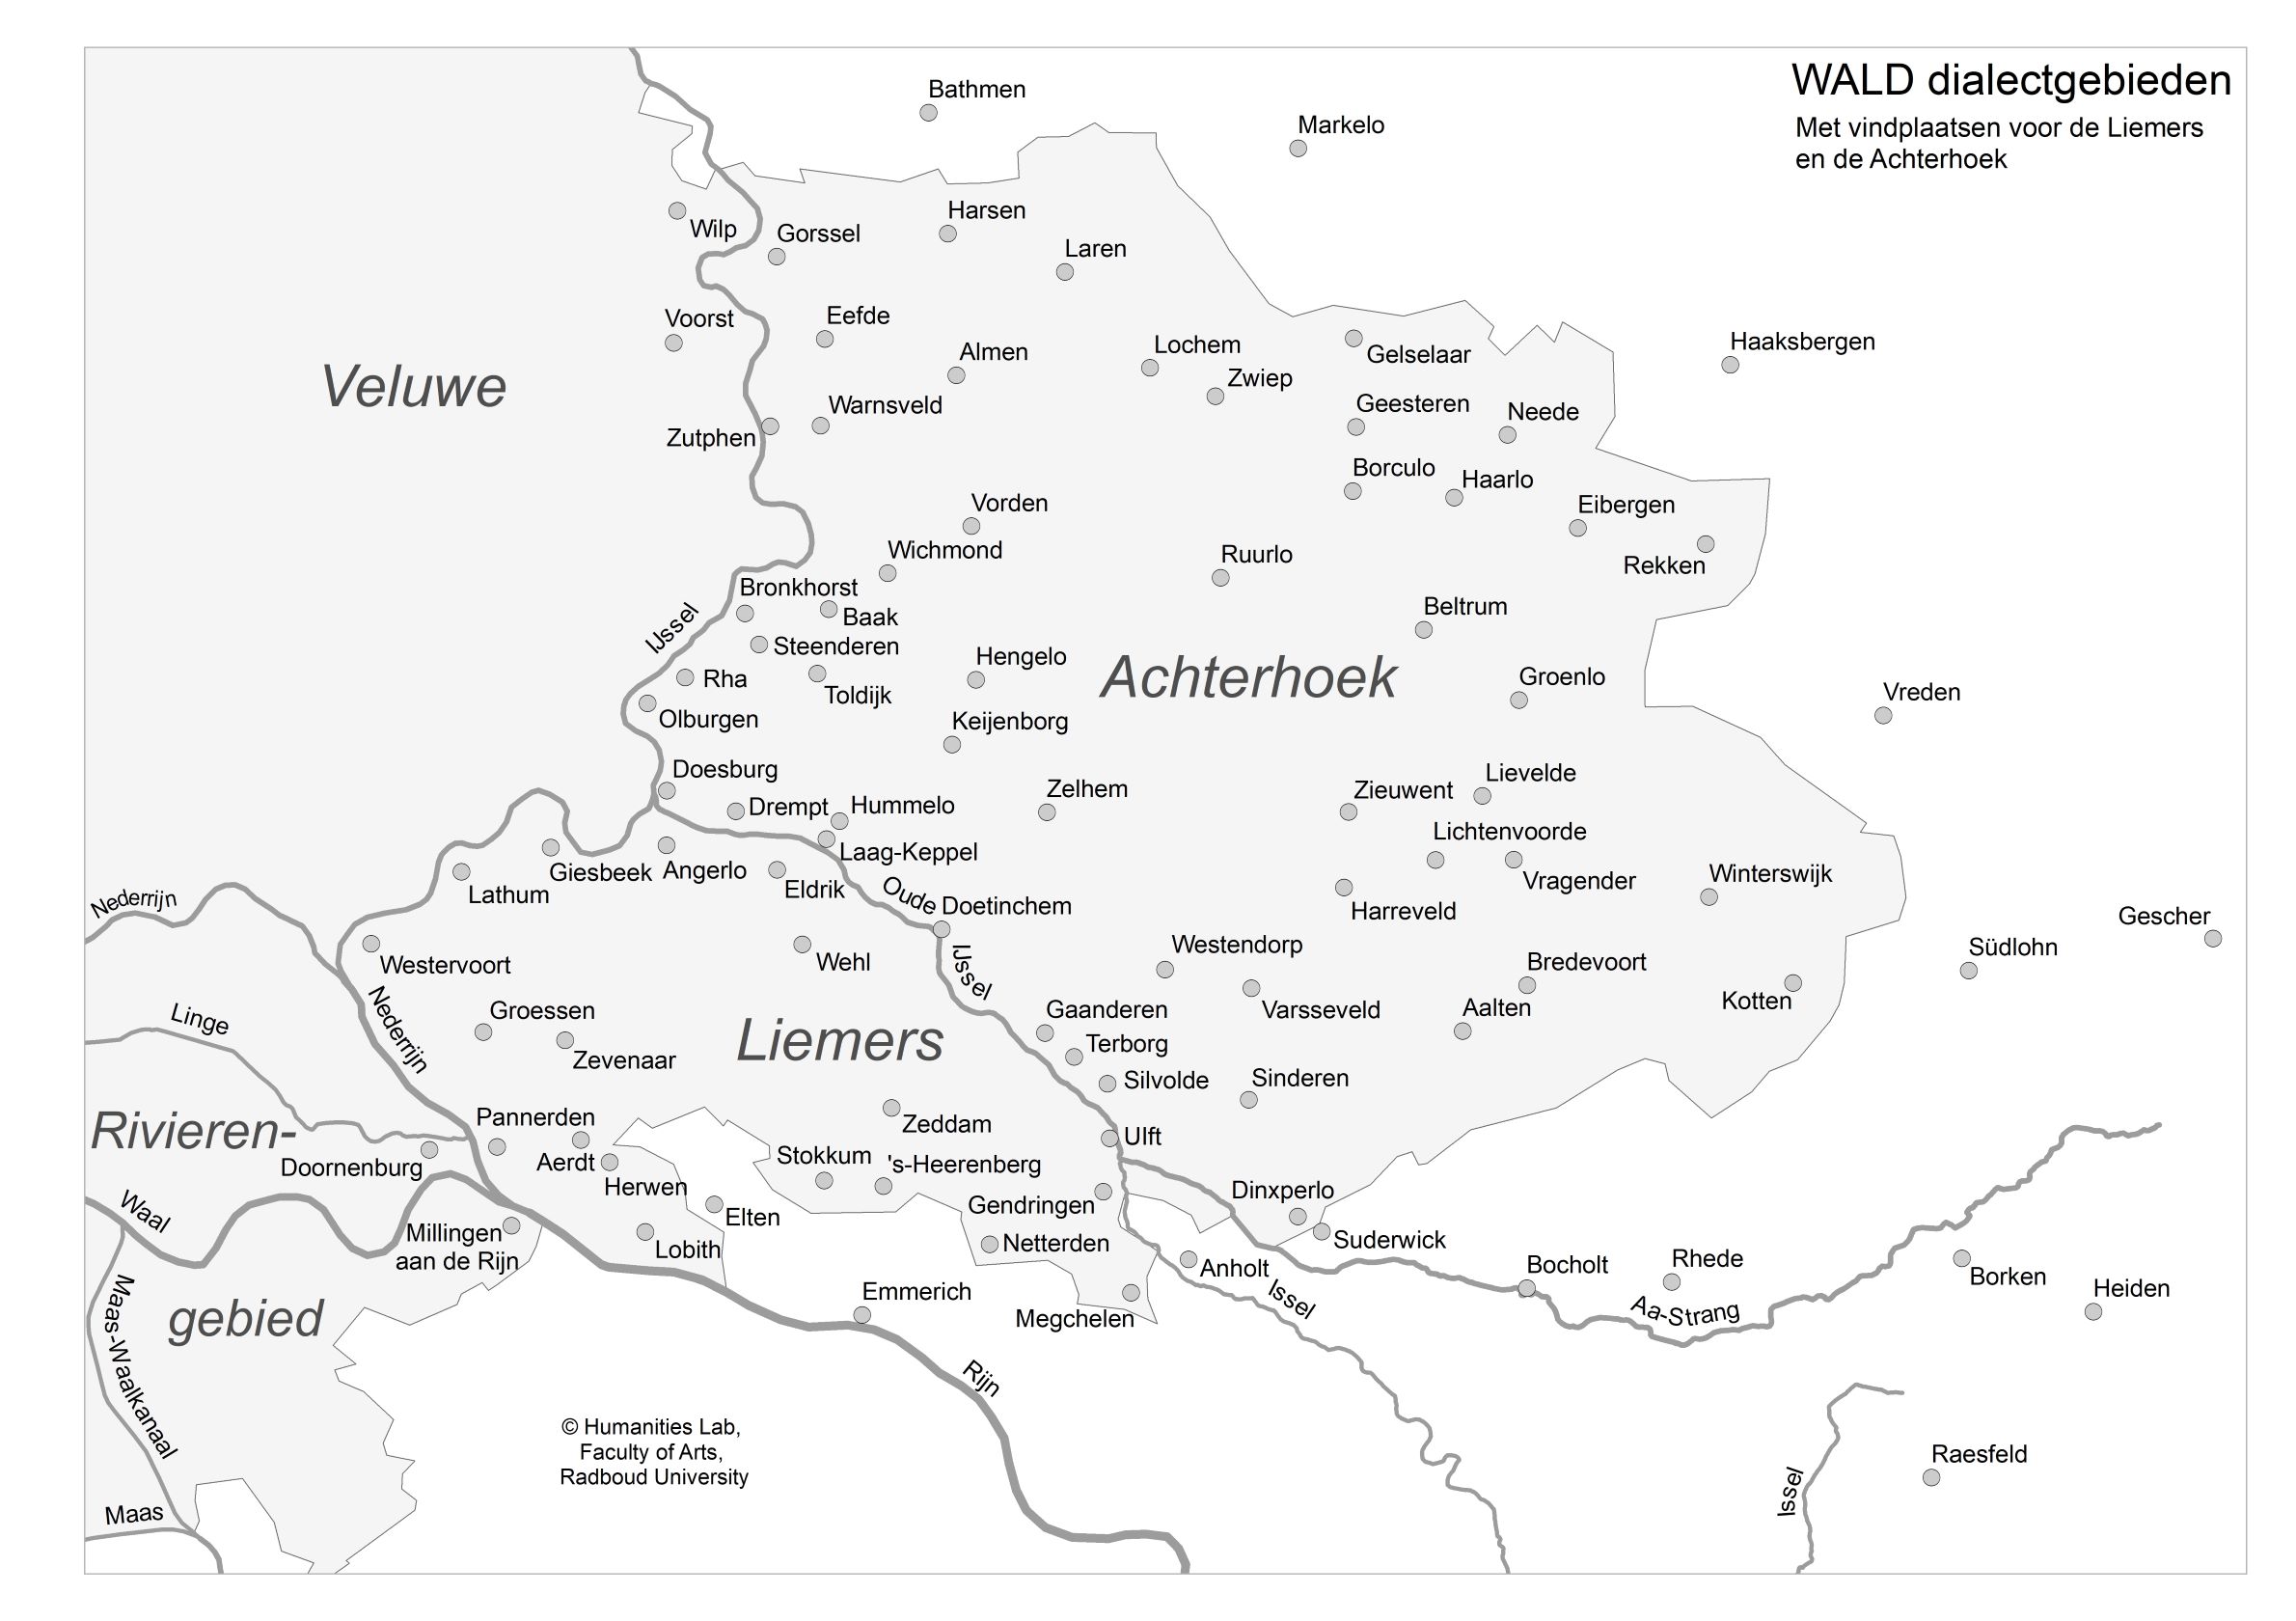 WALD dialectgebieden
Met vindplaatsen voor de Liemers
en de Achterhoek
Bathmen
Markelo
Wilp
Gorssel
Harsen
Laren
Voorst
Eefde
Almen
Lochem
Zwiep
Gelselaar
Haaksbergen
Veluwe
Zutphen
Warnsveld
Geesteren
Neede
Borculo
Haarlo
Eibergen
Rekken
Vorden
Wichmond
Ruurlo
Bronkhorst
Baak
Beltrum
IJssel
Steenderen
Hengelo
Achterhoek
Rha
Toldijk
Groenlo
Vreden
Olburgen
Keijenborg
Doesburg
Drempt
Hummelo
Zelhem
Zieuwent
Lievelde
Lichtenvoorde
Laag-Keppel
Giesbeek
Angerlo
Lathum
Eldrik
Vragender
Winterswijk
Nederrijn
Oude
IJssel
Doetinchem
Harreveld
Gescher
Westervoort
Wehl
Westendorp
Varsseveld
Bredevoort
Südlohn
Kotten
Aalten
Nederrijn
Linge
Groessen
Zevenaar
Liemers
Gaanderen
Terborg
Silvolde
Sinderen
Rivieren-
gebied
Pannerden
Doornenburg
Aerdt
Herwen
Zeddam
Ulft
Stokkum
's-Heerenberg
Waal
Millingen
aan de Rijn
Elten
Lobith
Gendringen
Netterden
Dinxperlo
Suderwick
Anholt
Issel
Bocholt
Rhede
Aa-Strang
Borken
Heiden
Emmerich
Megchelen
Maas-Waalkanaal
Rijn
© Humanities Lab,
Faculty of Arts,
Radboud University
Maas
Issel
Raesfeld